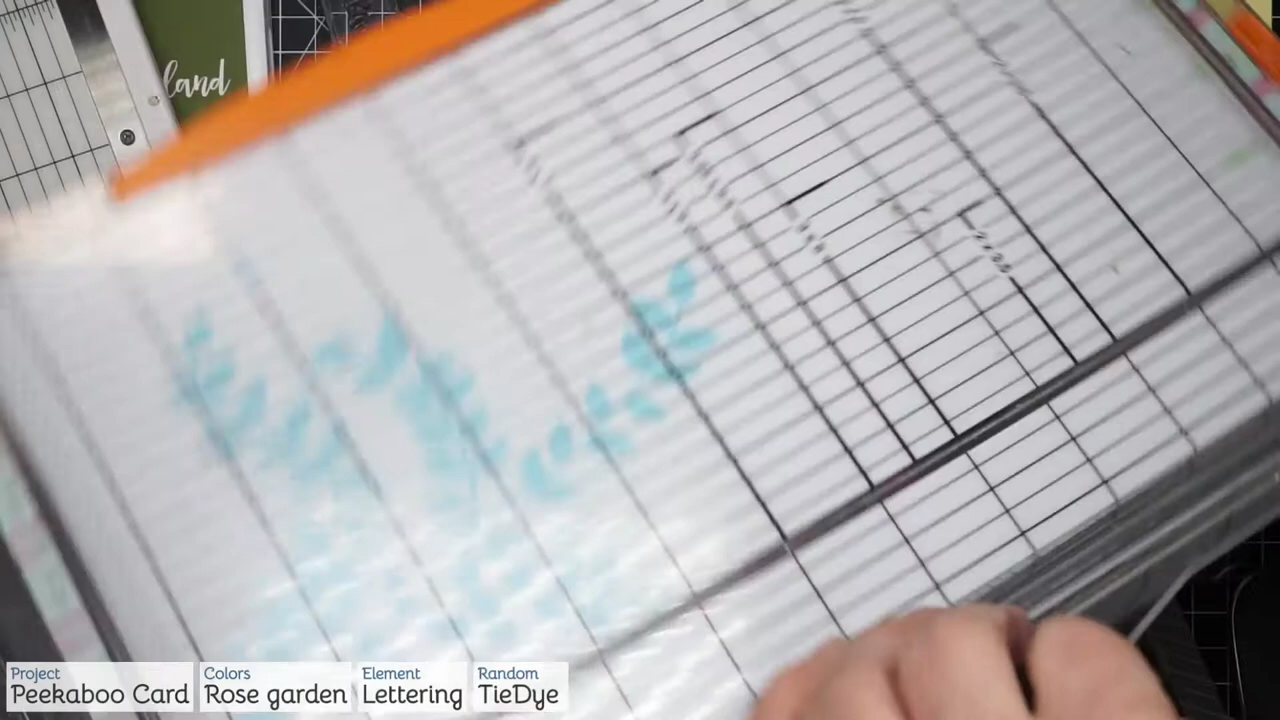 land
Project
Peekaboo Card
Colors
Rose garden
Element
Lettering
Random
TieDye